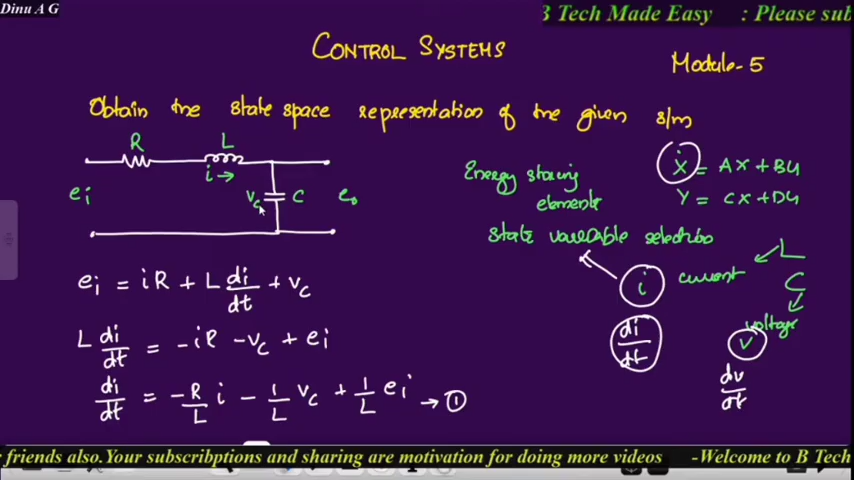 Dinu A G
B Tech Made Easy : Please sub
CONTROL SYSTEMS
Module-5
Obtain the state space representation of the given s/m
R
L
i →
ei
vc
C
eo
Energy storing
elements
Ẋ = AX + BU
Y = CX + DU
State variable selection
L
i current
C
voltage
v
di/dt
dv/dt
ei = iR + L di/dt + vc
L di/dt = -iR - vc + ei
di/dt = -R/L i - 1/L vc + 1/L ei → ①
r friends also.Your subscribptions and sharing are motivation for doing more videos -Welcome to B Tech